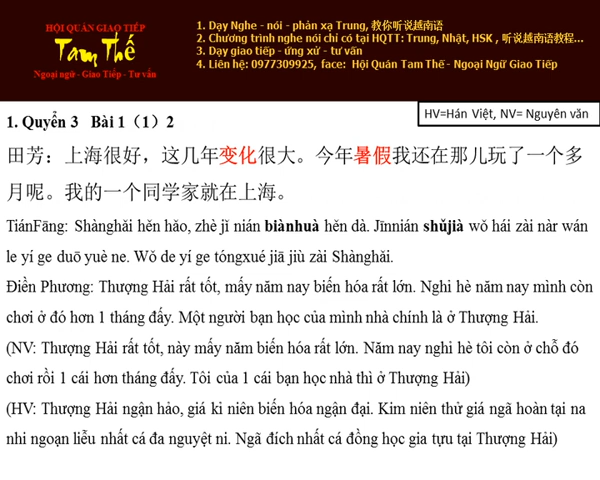 HỘI QUÁN GIAO TIẾP
Tam Thế
Ngoại ngữ - Giao Tiếp - Tư vấn
1. Dạy Nghe - nói - phản xạ Trung, 教你听说越南语
2. Chương trình nghe nói chỉ có tại HQTT: Trung, Nhật, HSK , 听说越南语教程...
3. Dạy giao tiếp - ứng xử - tư vấn
4. Liên hệ: 0977309925, face: Hội Quán Tam Thế - Ngoại Ngữ Giao Tiếp
HV=Hán Việt, NV= Nguyên văn
1. Quyển 3 Bài 1（1）2
田芳：上海很好，这几年变化很大。今年暑假我还在那儿玩了一个多
月呢。我的一个同学家就在上海。
TiánFāng: Shànghǎi hěn hǎo, zhè jǐ nián biànhuà hěn dà. Jīnnián shǔjià wǒ hái zài nàr wán
le yí ge duō yuè ne. Wǒ de yí ge tóngxué jiā jiù zài Shànghǎi.
Điền Phương: Thượng Hải rất tốt, mấy năm nay biến hóa rất lớn. Nghi hè năm nay mình còn
chơi ở đó hơn 1 tháng đấy. Một người bạn học của mình nhà chính là ở Thượng Hải.
(NV: Thượng Hải rất tốt, này mấy năm biến hóa rất lớn. Năm nay nghỉ hè tôi còn ở chỗ đó
chơi rồi 1 cái hơn tháng đấy. Tôi của 1 cái bạn học nhà thì ở Thượng Hải)
(HV: Thượng Hải ngận hảo, giá kỉ niên biến hóa ngận đại. Kim niên thử giá ngã hoàn tại na
nhi ngoạn liễu nhất cá đa nguyệt ni. Ngã đích nhất cá đồng học gia tựu tại Thượng Hải)